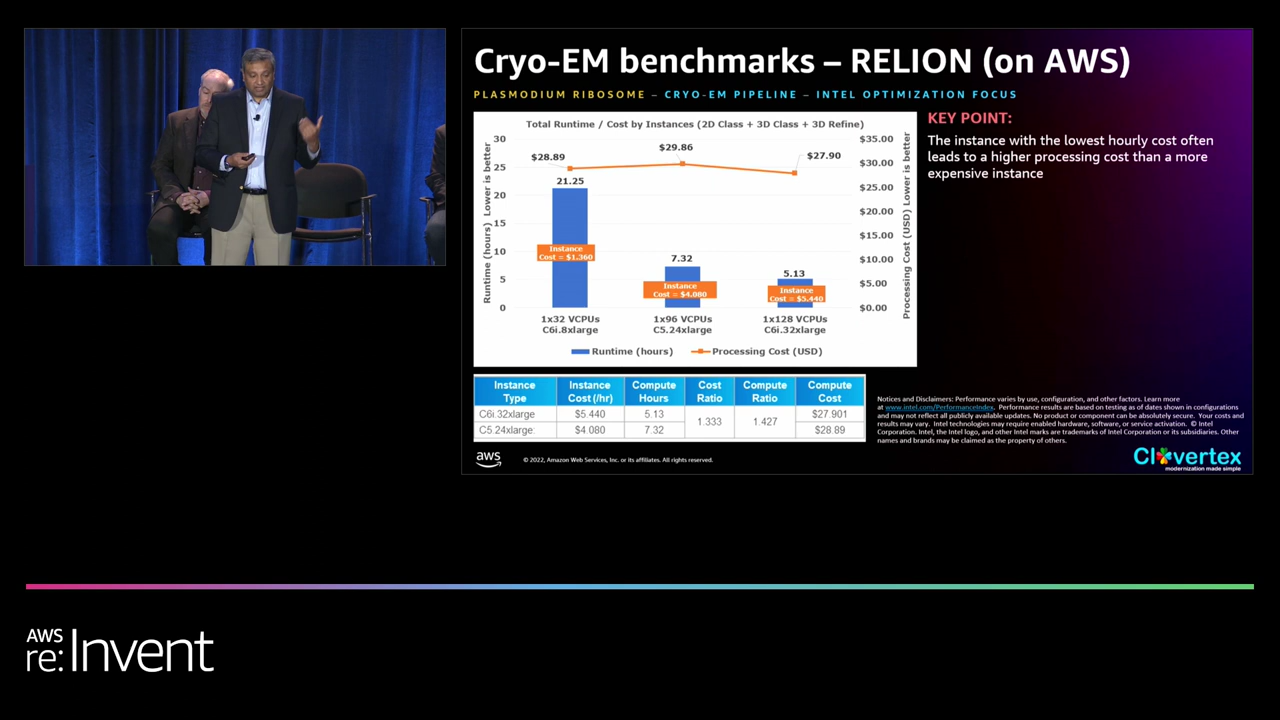 Cryo-EM benchmarks – RELION (on AWS)
PLASMODIUM RIBOSOME – CRYO-EM PIPELINE – INTEL OPTIMIZATION FOCUS
Total Runtime / Cost by Instances (2D Class + 3D Class + 3D Refine)
Runtime (hours) Lower is better
30
25
20
15
10
5
0
$28.89
$29.86
$27.90
21.25
7.32
5.13
Instance
Cost = $1.360
Instance
Cost = $4.080
Instance
Cost = $5.440
$35.00
$30.00
$25.00
$20.00
$15.00
$10.00
$5.00
$0.00
Processing Cost (USD) Lower is better
1x32 VCPUs
C6i.8xlarge
1x96 VCPUs
C5.24xlarge
1x128 VCPUs
C6i.32xlarge
Runtime (hours)
Processing Cost (USD)
KEY POINT:
The instance with the lowest hourly cost often
leads to a higher processing cost than a more
expensive instance
Instance Type Instance Cost (/hr) Compute Hours Cost Ratio Compute Ratio Compute Cost
C6i.32xlarge $5.440 5.13 1.333 1.427 $27.901
C5.24xlarge $4.080 7.32 $28.89
Notices and Disclaimers: Performance varies by use, configuration, and other factors. Learn more
at www.intel.com/PerformanceIndex. Performance results are based on testing as of dates shown in configurations
and may not reflect all publicly available updates. No product or component can be absolutely secure. Your costs and
results may vary. Intel technologies may require enabled hardware, software, or service activation. © Intel
Corporation. Intel, the Intel logo, and other Intel marks are trademarks of Intel Corporation or its subsidiaries. Other
names and brands may be claimed as the property of others.
aws
© 2022, Amazon Web Services, Inc. or its affiliates. All rights reserved.
Clovertex
modernization made simple
AWS
re:Invent